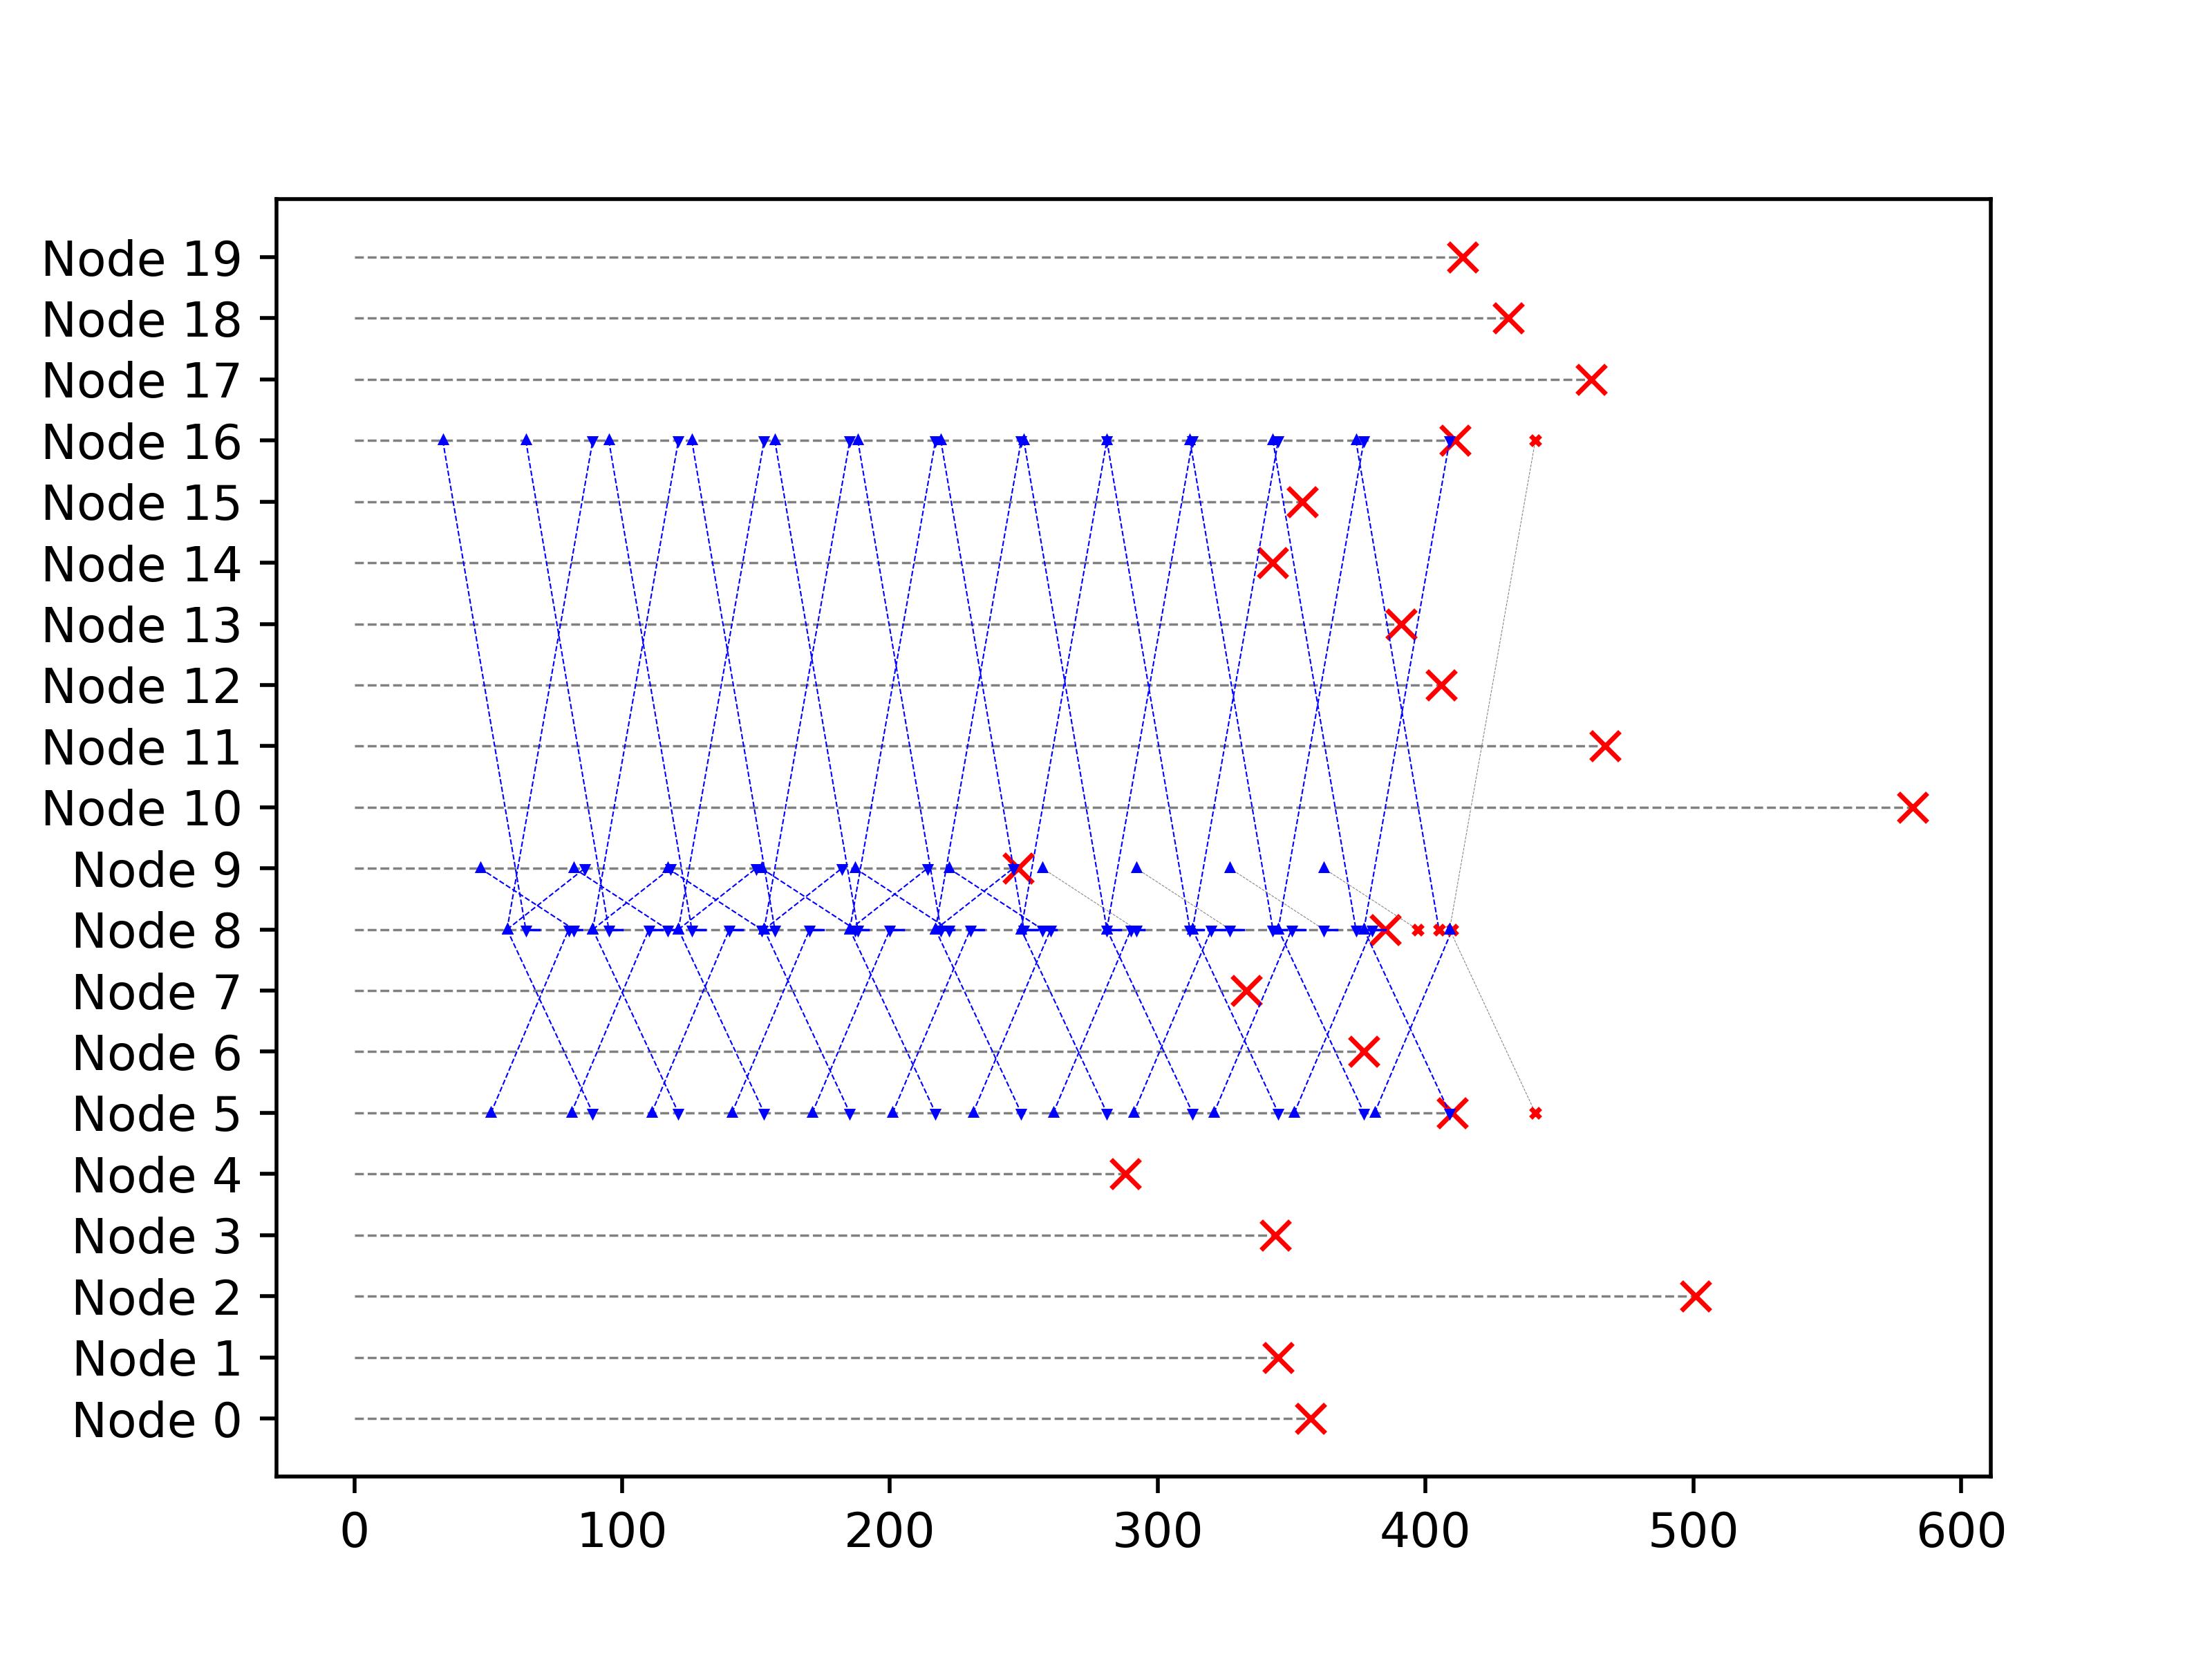 Node 19
Node 18
Node 17
Node 16
Node 15
Node 14
Node 13
Node 12
Node 11
Node 10
Node 9
Node 8
Node 7
Node 6
Node 5
Node 4
Node 3
Node 2
Node 1
Node 0
0 100 200 300 400 500 600